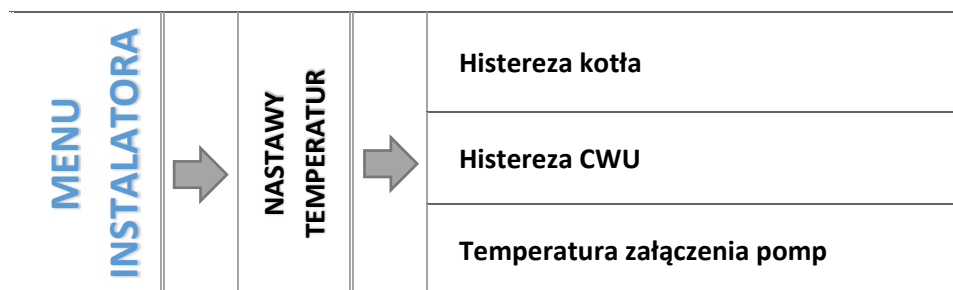 MENU
INSTALATORA
NASTAWY
TEMPERATUR
Histereza kotła
Histereza CWU
Temperatura załączenia pomp